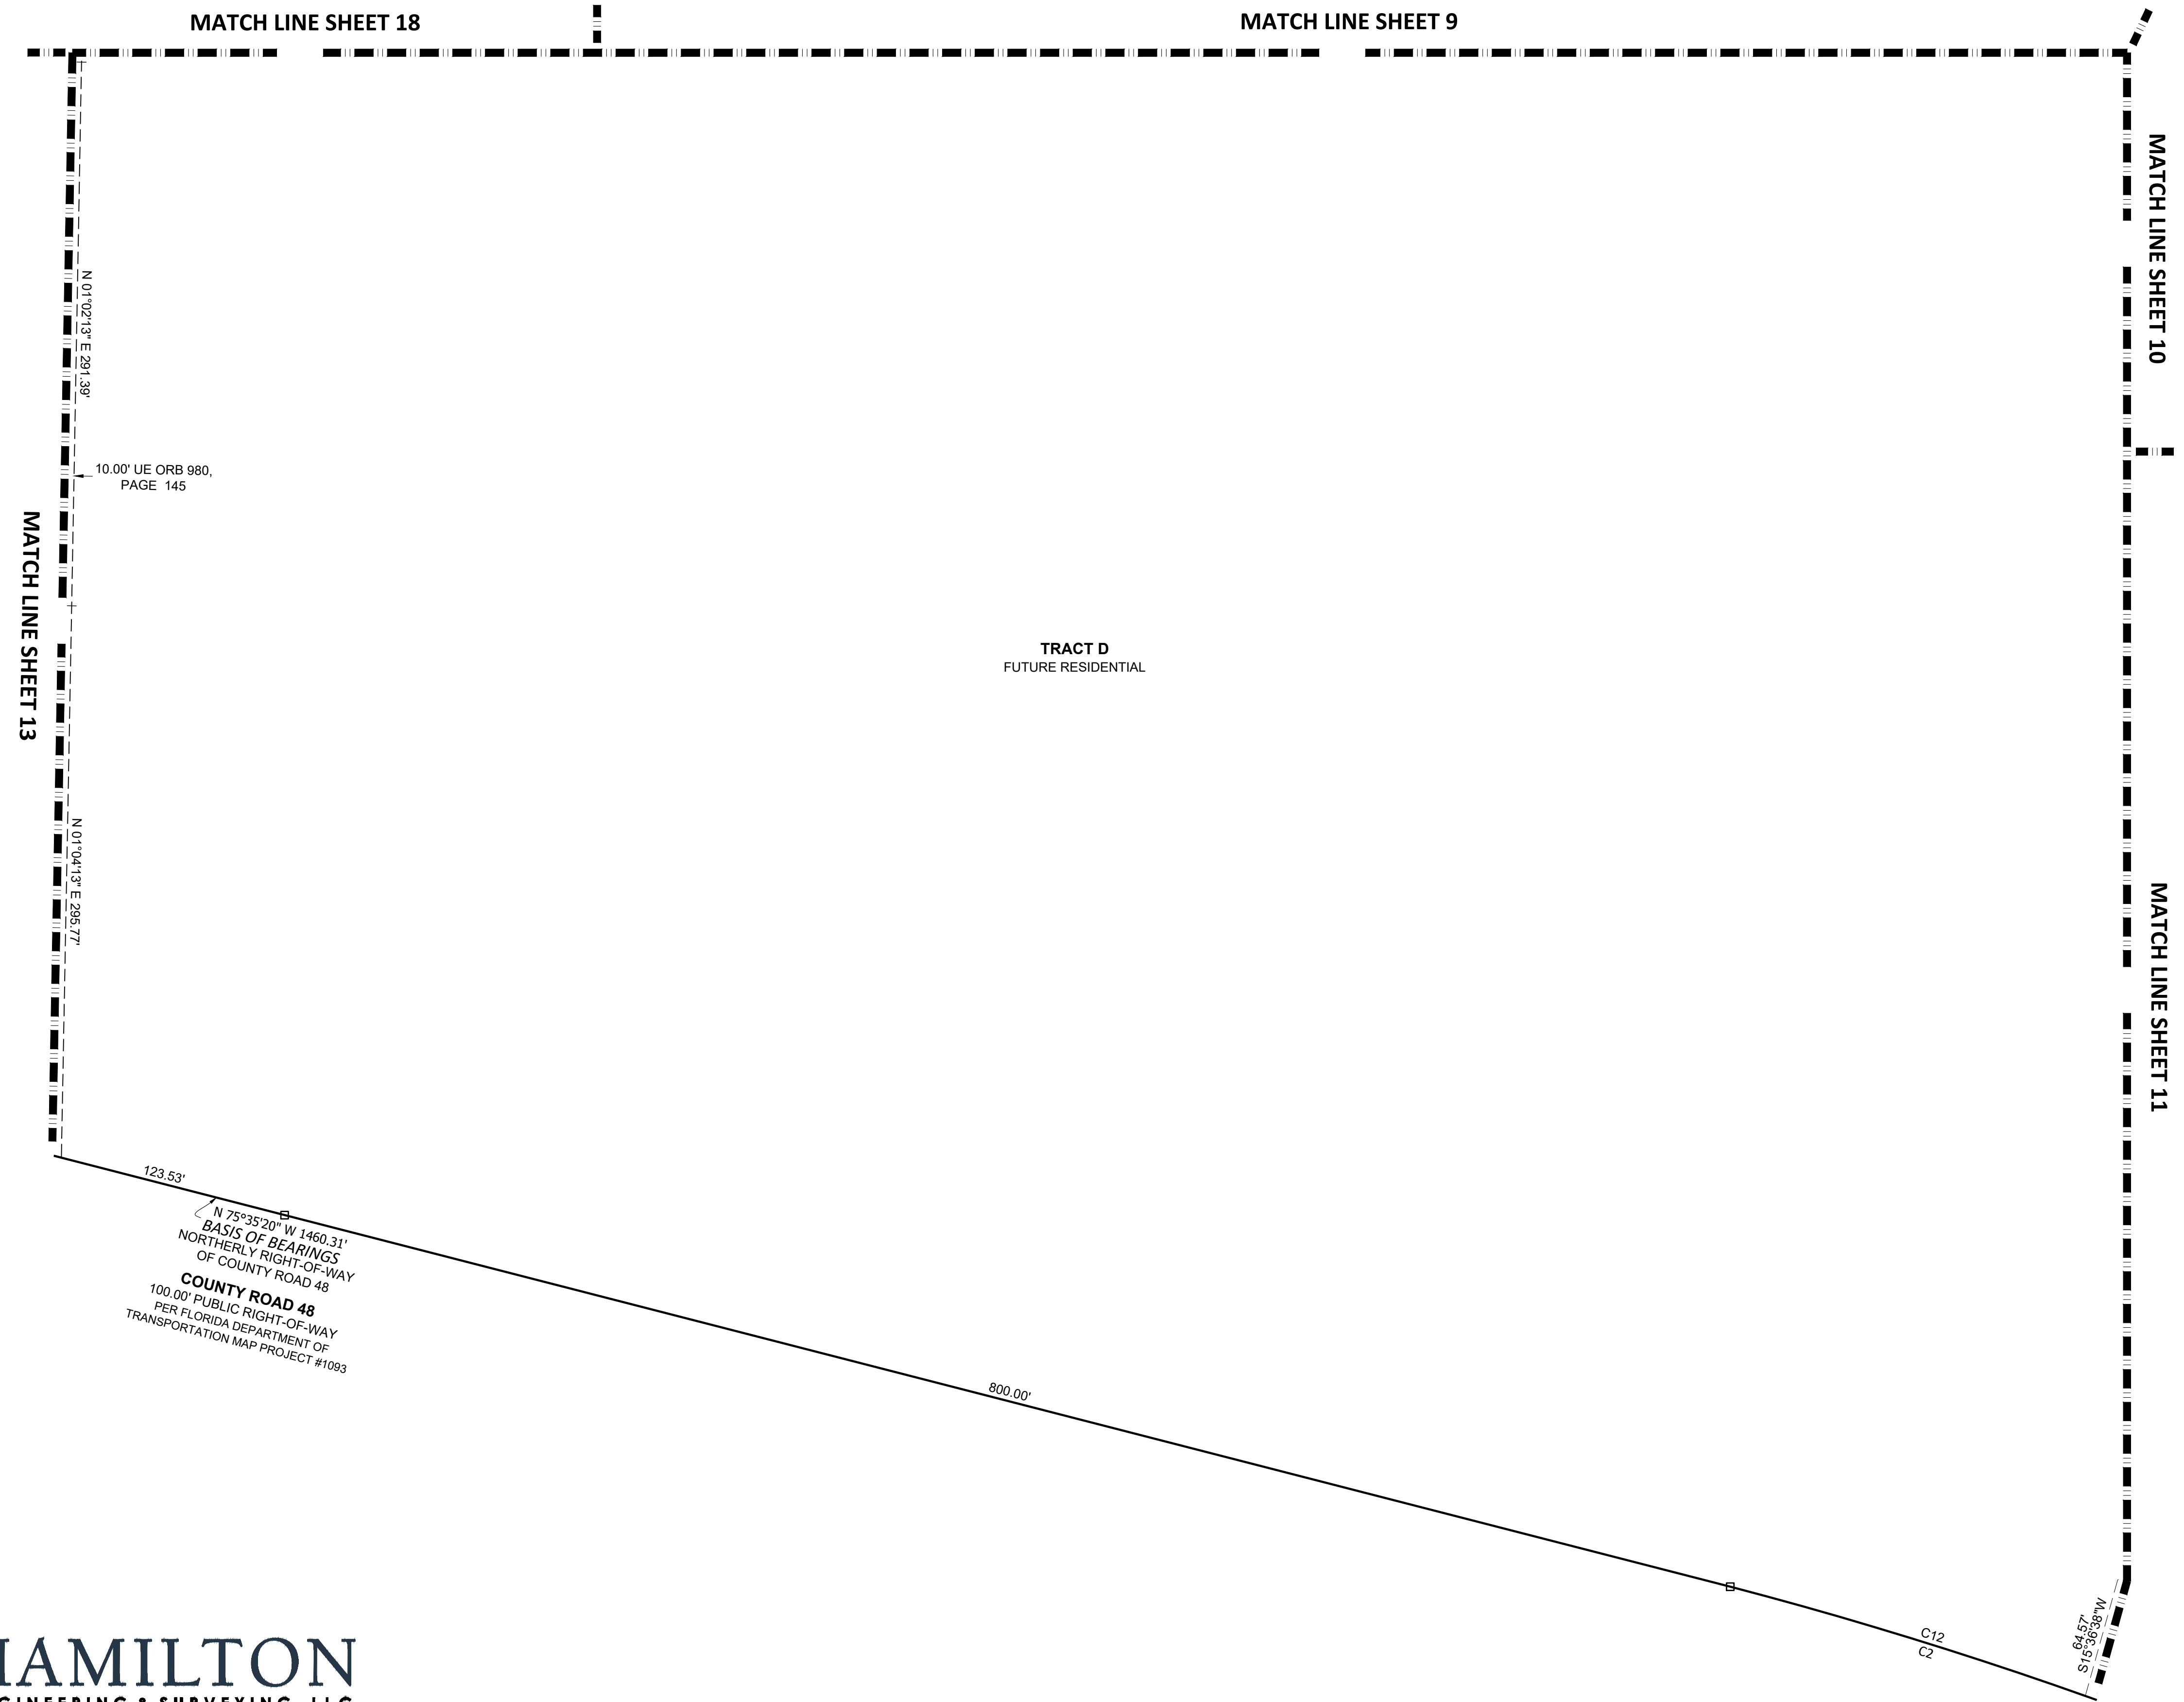 MATCH LINE SHEET 18
MATCH LINE SHEET 9
MATCH LINE SHEET 10
N 01°02'13" E 291.39'
10.00' UE ORB 980,
PAGE 145
MATCH LINE SHEET 13
TRACT D
FUTURE RESIDENTIAL
N 01°04'13" E 295.77'
MATCH LINE SHEET 11
123.53'
N 75°35'20" W 1460.31'
BASIS OF BEARINGS
NORTHERLY RIGHT-OF-WAY
OF COUNTY ROAD 48
COUNTY ROAD 48
100.00' PUBLIC RIGHT-OF-WAY
PER FLORIDA DEPARTMENT OF
TRANSPORTATION MAP PROJECT #1093
800.00'
C12
C2
64.57'
S15°36'38"W
HAMILTON